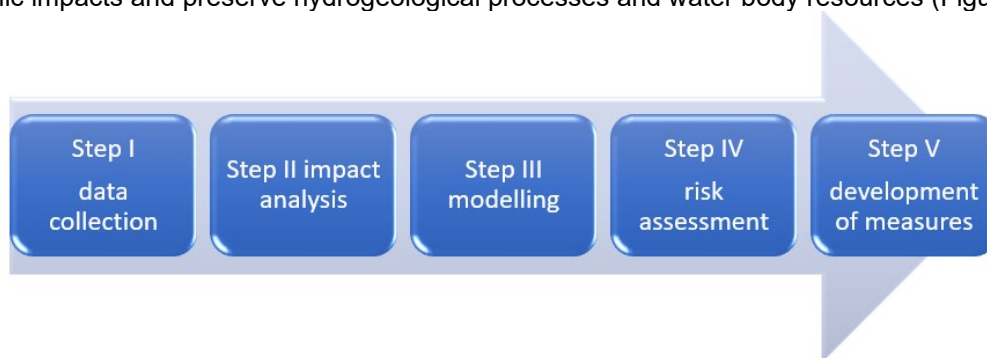 impacts and preserve hydrogeological processes and water body resources
Step I
data
collection
Step II impact
analysis
Step III
modelling
Step IV
risk
assessment
Step V
development
of measures